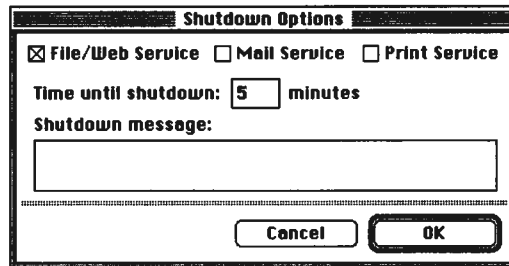 Shutdown Options
File/Web Service Mail Service Print Service
Time until shutdown: 5 minutes
Shutdown message:
Cancel OK